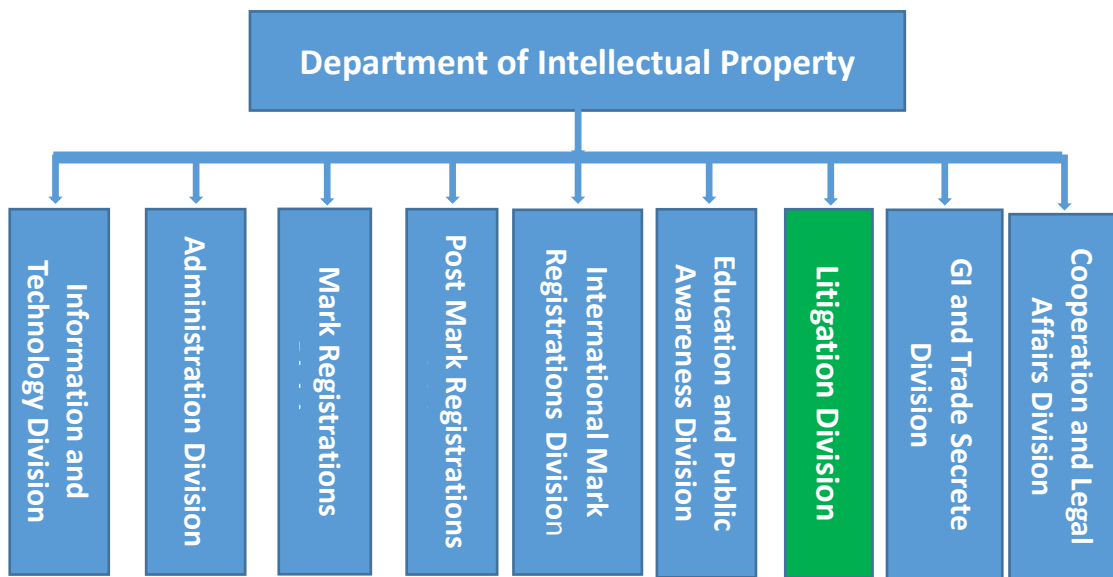 Department of Intellectual Property
Information and
Technology Division
Administration Division
Mark Registrations
Post Mark Registrations
International Mark
Registrations Division
Education and Public
Awareness Division
Litigation Division
GI and Trade Secrete
Division
Cooperation and Legal
Affairs Division